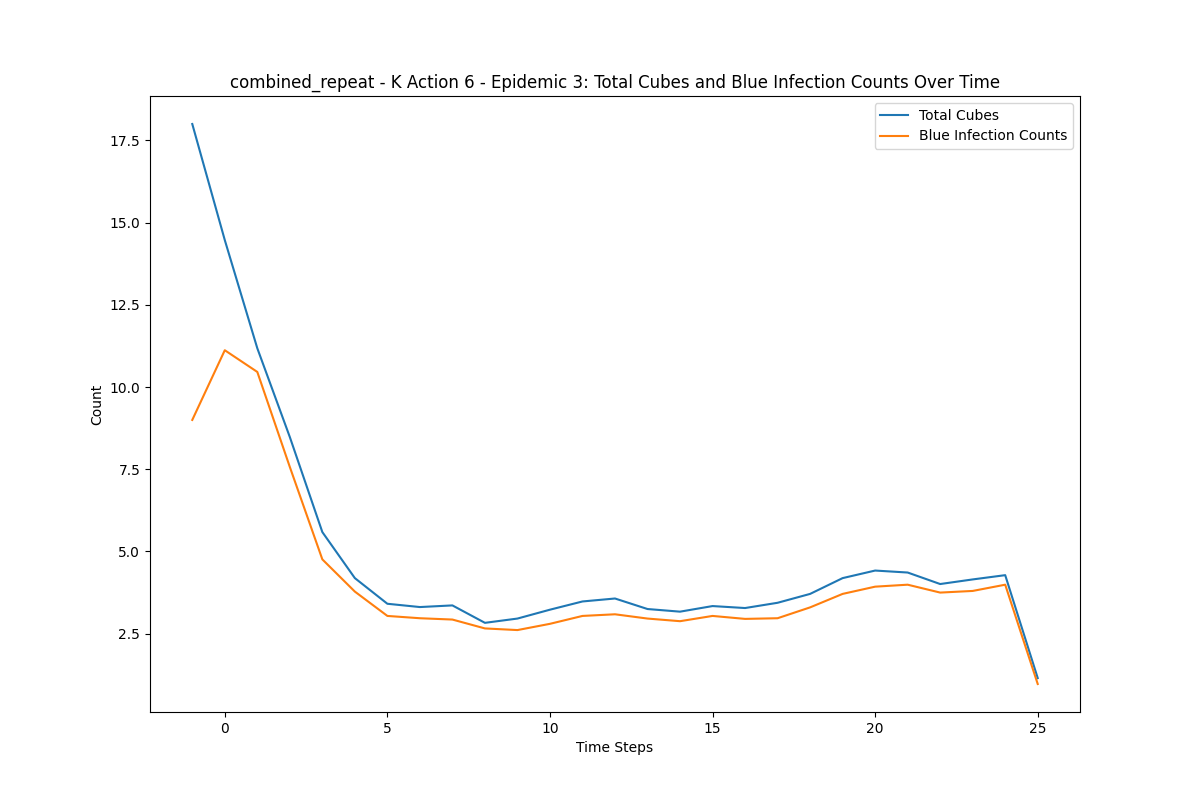 combined_repeat - K Action 6 - Epidemic 3: Total Cubes and Blue Infection Counts Over Time
Total Cubes
Blue Infection Counts
17.5
15.0
12.5
10.0
7.5
5.0
2.5
Count
0 5 10 15 20 25
Time Steps